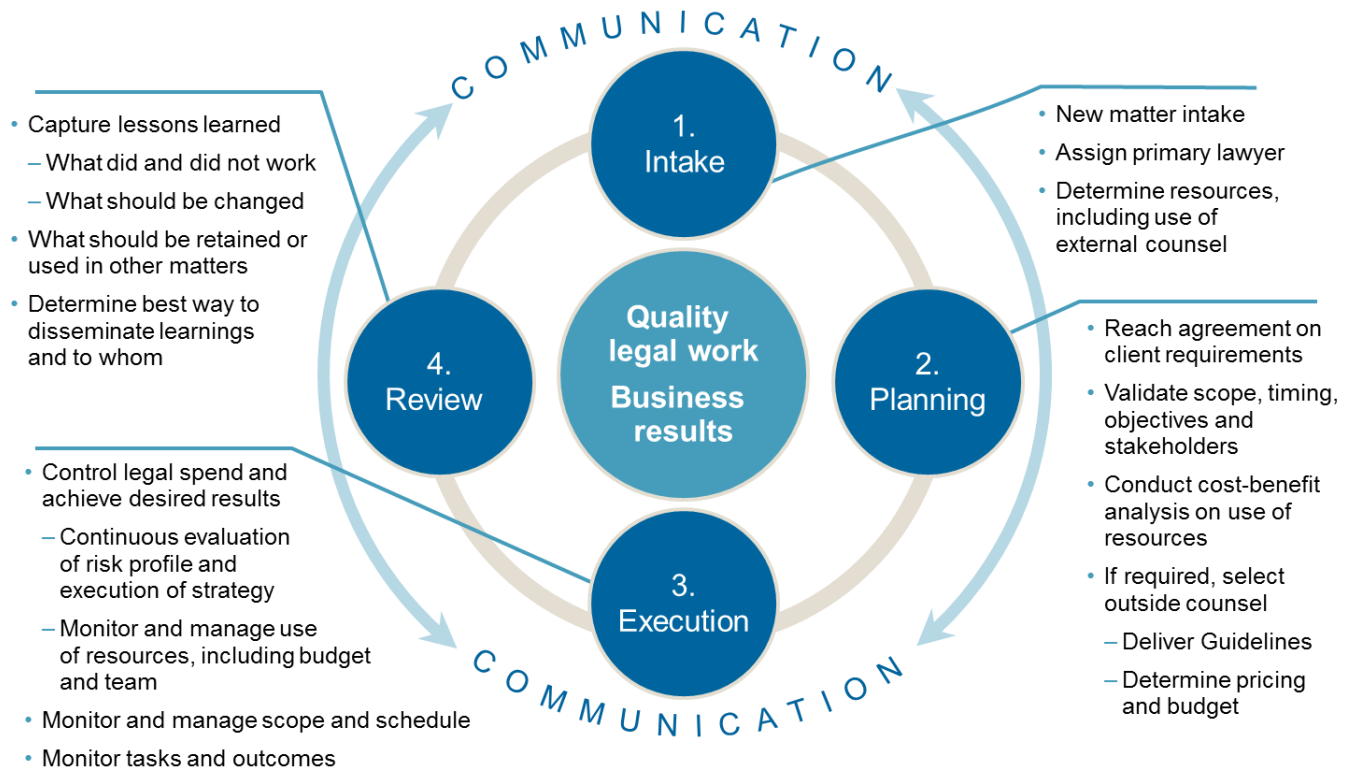 COMMUNICATION
1.
Intake
• New matter intake
• Assign primary lawyer
• Determine resources,
including use of
external counsel
2.
Planning
• Reach agreement on
client requirements
• Validate scope, timing,
objectives and
stakeholders
• Conduct cost-benefit
analysis on use of
resources
• If required, select
outside counsel
– Deliver Guidelines
– Determine pricing
and budget
3.
Execution
• Control legal spend and
achieve desired results
– Continuous evaluation
of risk profile and
execution of strategy
– Monitor and manage use
of resources, including budget
and team
• Monitor and manage scope and schedule
• Monitor tasks and outcomes
4.
Review
• Capture lessons learned
– What did and did not work
– What should be changed
• What should be retained or
used in other matters
• Determine best way to
disseminate learnings
and to whom
Quality
legal work
Business
results
COMMUNICATION